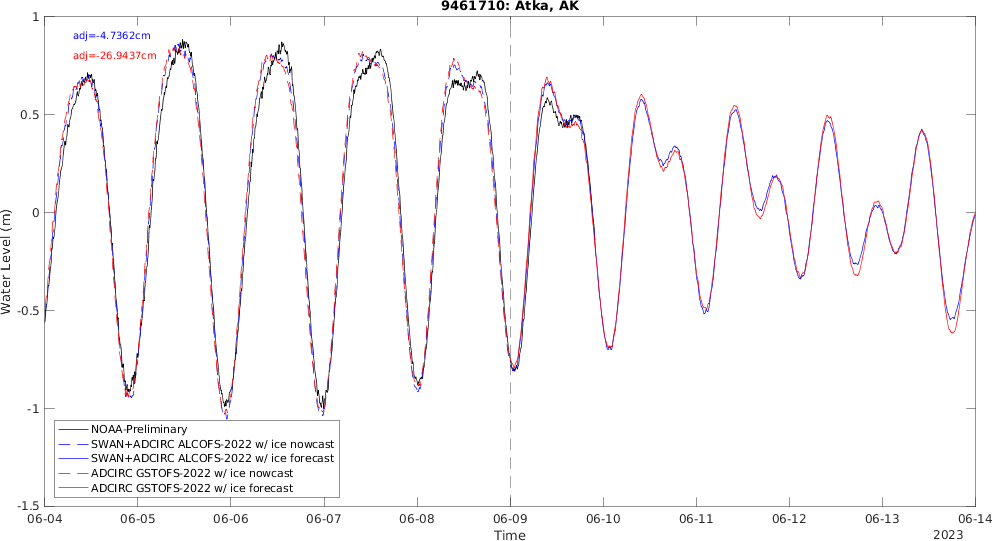 9461710: Atka, AK
adj=-4.7362cm
adj=-26.9437cm
Water Level (m)
1
0.5
0
-0.5
-1
-1.5
NOAA-Preliminary
SWAN+ADCIRC ALCOFS-2022 w/ ice nowcast
SWAN+ADCIRC ALCOFS-2022 w/ ice forecast
ADCIRC GSTOFS-2022 w/ ice nowcast
ADCIRC GSTOFS-2022 w/ ice forecast
06-04 06-05 06-06 06-07 06-08 06-09 06-10 06-11 06-12 06-13 06-14
Time
2023